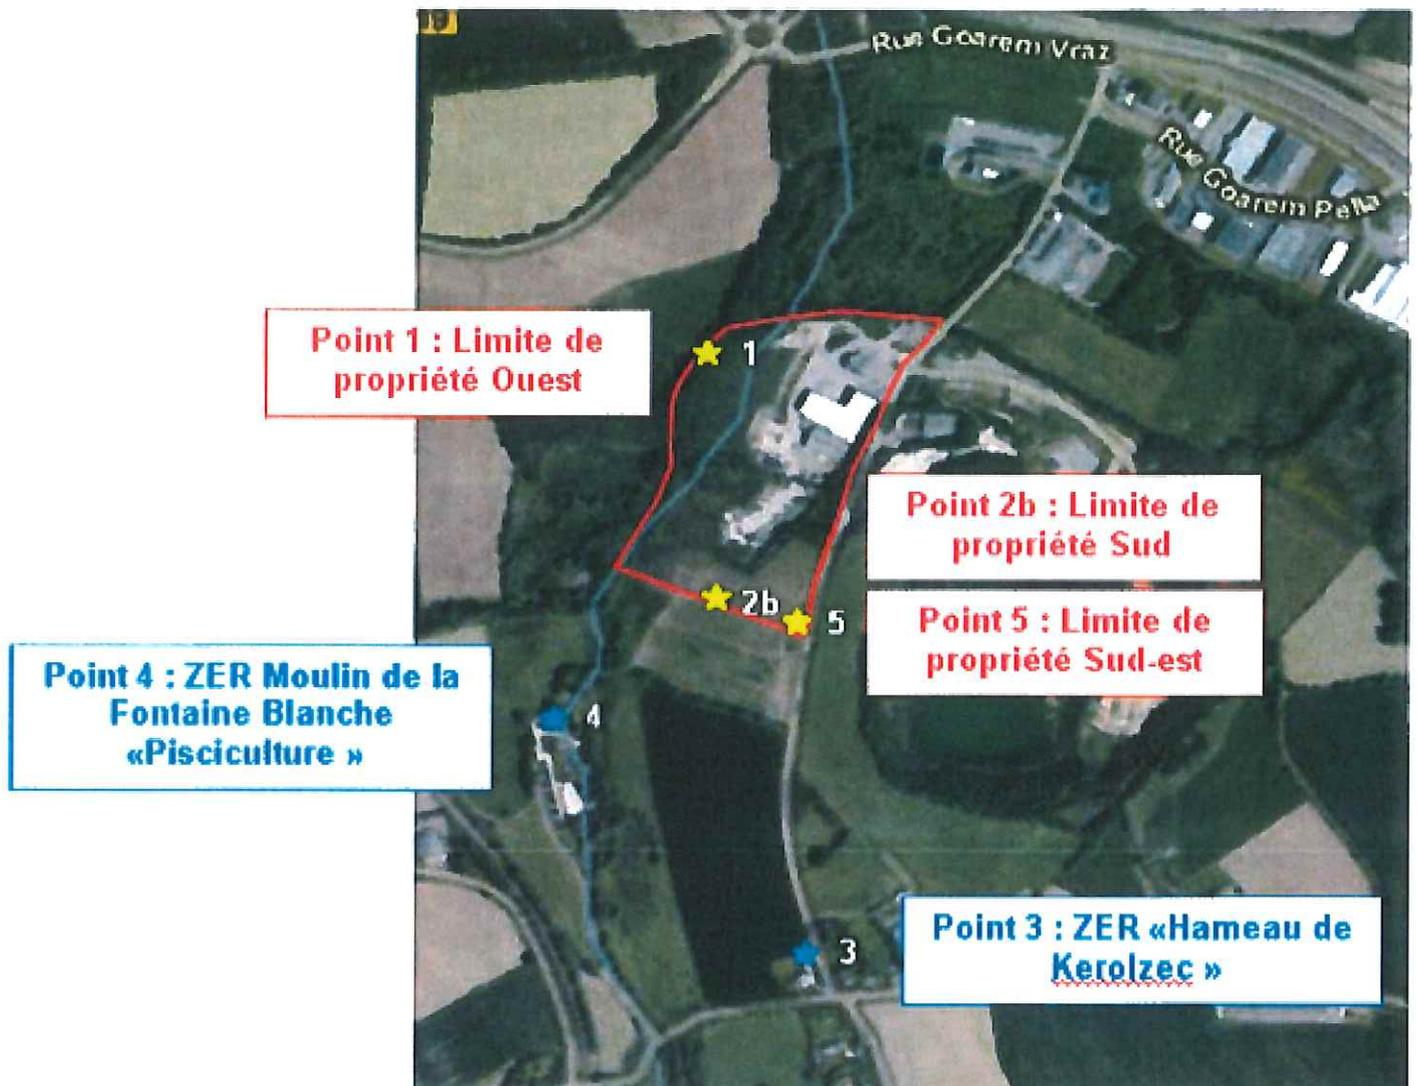 Rue Goarem Vraz
Rue Goarem Pella
Point 1 : Limite de
propriété Ouest
1
Point 2b : Limite de
propriété Sud
2b
5
Point 5 : Limite de
propriété Sud-est
Point 4 : ZER Moulin de la
Fontaine Blanche
«Pisciculture »
4
Point 3 : ZER «Hameau de
Kerolzec »
3